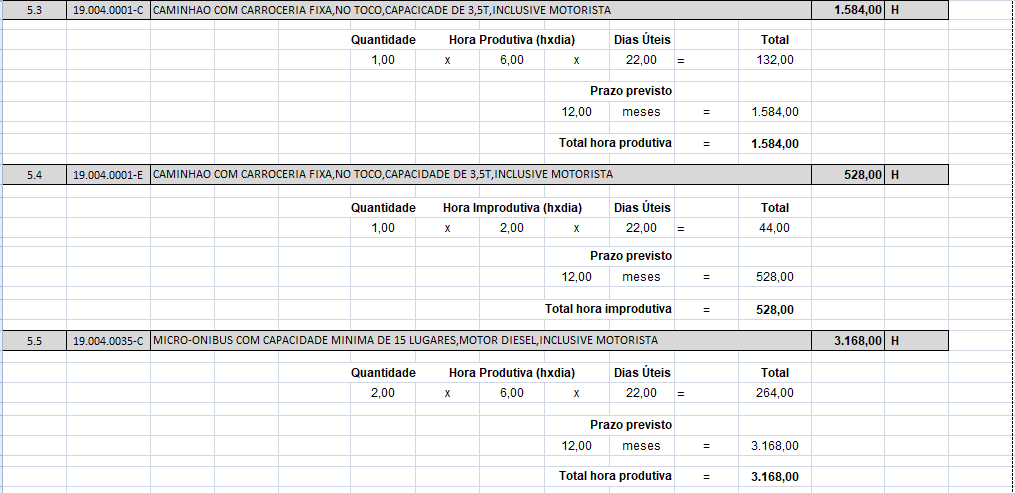 5.3 19.004.0001-C CAMINHAO COM CARROCERIA FIXA,NO TOCO,CAPACICADE DE 3,5T,INCLUSIVE MOTORISTA 1.584,00 H
Quantidade Hora Produtiva (hxdia) Dias Úteis Total
1,00 x 6,00 x 22,00 = 132,00
Prazo previsto
12,00 meses = 1.584,00
Total hora produtiva = 1.584,00
5.4 19.004.0001-E CAMINHAO COM CARROCERIA FIXA,NO TOCO,CAPACIDADE DE 3,5T,INCLUSIVE MOTORISTA 528,00 H
Quantidade Hora Improdutiva (hxdia) Dias Úteis Total
1,00 x 2,00 x 22,00 = 44,00
Prazo previsto
12,00 meses = 528,00
Total hora improdutiva = 528,00
5.5 19.004.0035-C MICRO-ONIBUS COM CAPACIDADE MINIMA DE 15 LUGARES,MOTOR DIESEL,INCLUSIVE MOTORISTA 3.168,00 H
Quantidade Hora Produtiva (hxdia) Dias Úteis Total
2,00 x 6,00 x 22,00 = 264,00
Prazo previsto
12,00 meses = 3.168,00
Total hora produtiva = 3.168,00